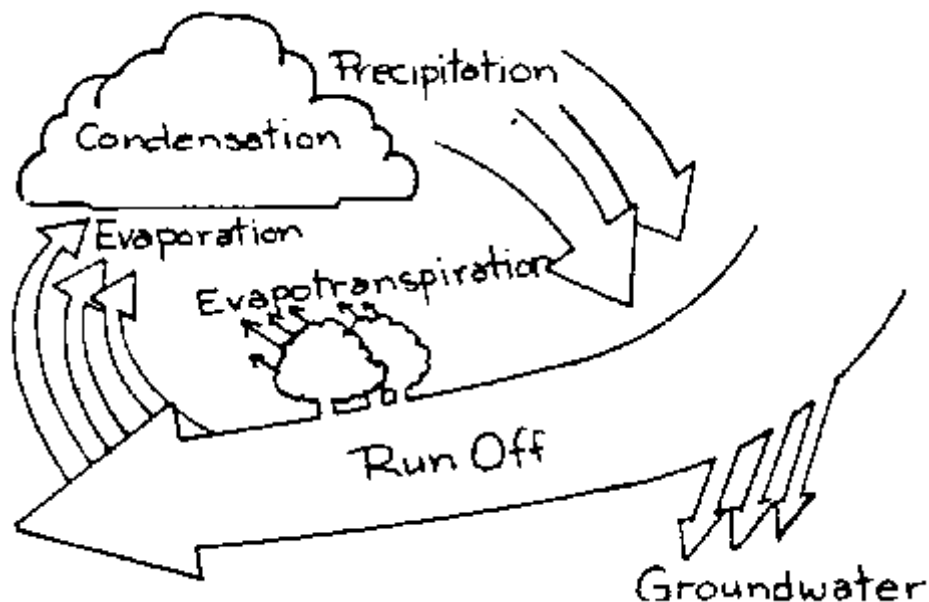 Precipitation
Condensation
Evaporation
Evapotranspiration
Run Off
Groundwater